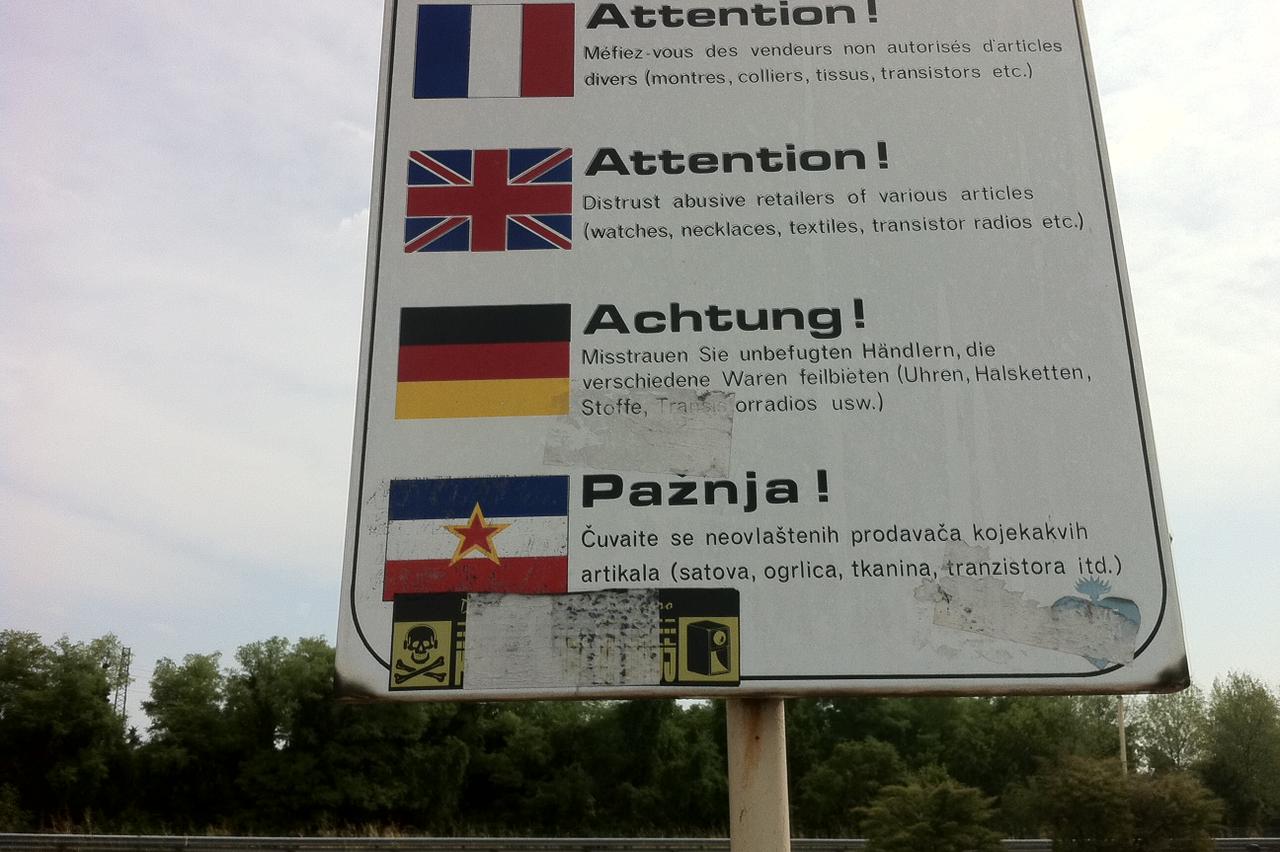 Attention!
Méfiez-vous des vendeurs non autorisés d'articles
divers (montres, colliers, tissus, transistors etc.)
Attention!
Distrust abusive retailers of various articles
(watches, necklaces, textiles, transistor radios etc.)
Achtung!
Misstrauen Sie unbefugten Händlern, die
verschiedene Waren feilbieten (Uhren, Halsketten,
Stoffe, Transistorradios usw.)
Pažnja!
Čuvaite se neovlaštenih prodavača kojekakvih
artikala (satova, ogrlica, tkanina, tranzistora itd.)